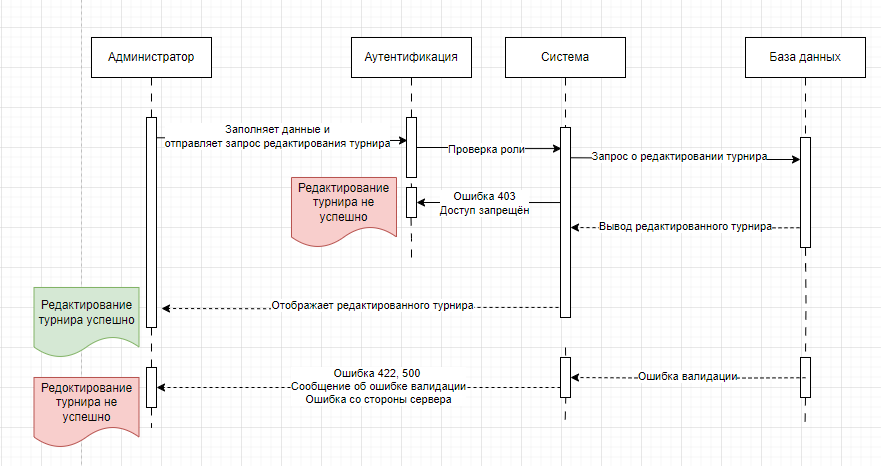 Администратор
Аутентификация
Система
База данных
Заполняет данные и
отправляет запрос редактирования турнира
Проверка роли
Запрос о редактировании турнира
Редактирование
турнира не
успешно
Ошибка 403
Доступ запрещён
Вывод редактированного турнира
Редактирование
турнира успешно
Отображает редактированного турнира
Редоктирование
турнира не
успешно
Ошибка 422, 500
Сообщение об ошибке валидации
Ошибка со стороны сервера
Ошибка валидации